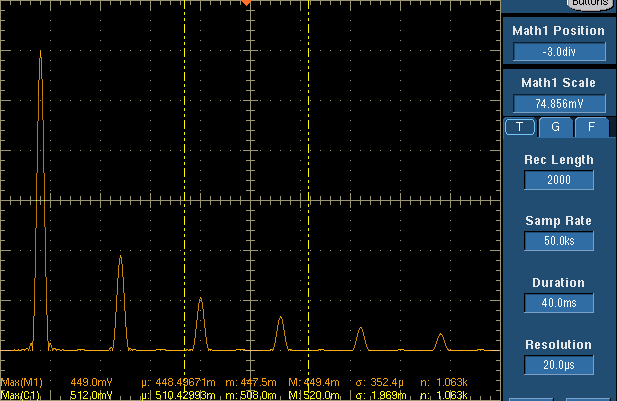 Buttons
Math1 Position
-3.0div
Math1 Scale
74.856mV
T G F
Rec Length
2000
Samp Rate
50.0ks
Duration
40.0ms
Resolution
20.0µs
Max(M1) 449.0mV µ: 448.49671m m: 447.5m M: 449.4m σ: 352.4µ n: 1.063k
Max(C1) 512.0mV µ: 510.42993m m: 508.0m M: 520.0m σ: 1.969m n: 1.063k